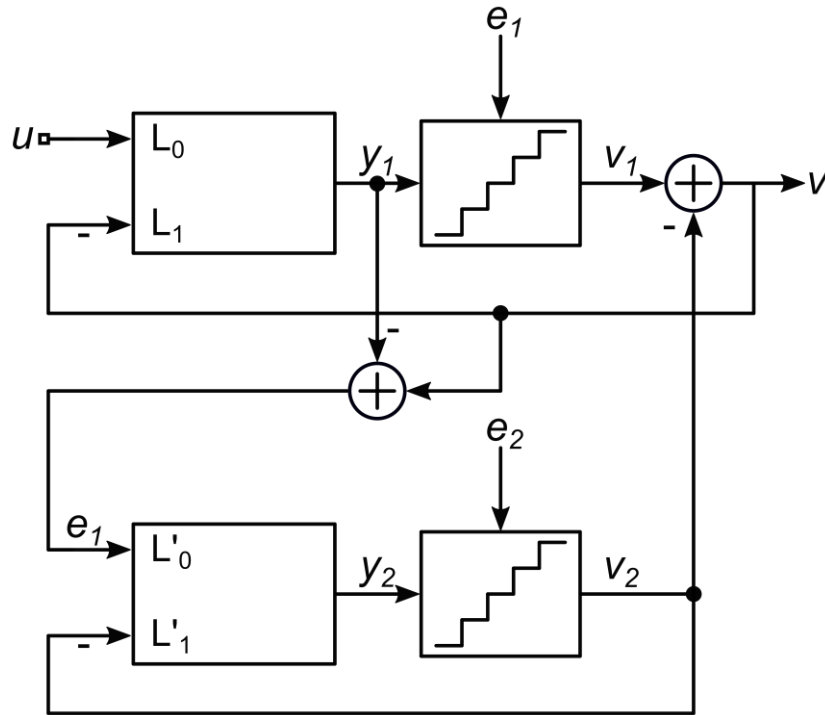 e₁
u
L₀
y₁
v₁
v
L₁
-
-
-
e₂
e₁
L'₀
y₂
v₂
L'₁
-